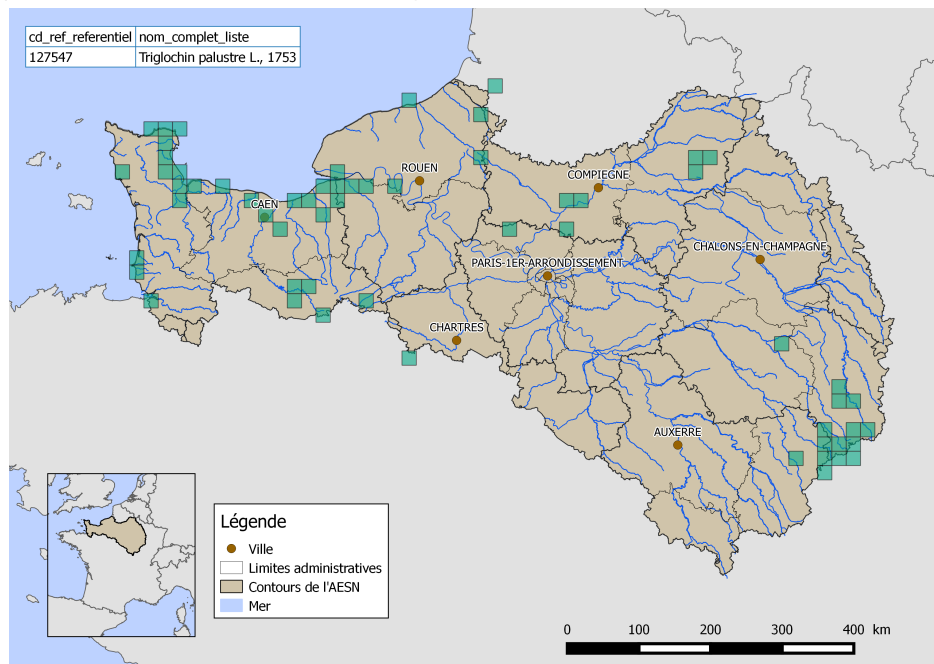 cd_ref_referentiel nom_complet_liste
127547 Triglochin palustre L., 1753
ROUEN
COMPIEGNE
CAEN
CHALONS-EN-CHAMPAGNE
PARIS-1ER-ARRONDISSEMENT
CHARTRES
AUXERRE
Légende
Ville
Limites administratives
Contours de l'AESN
Mer
0 100 200 300 400 km